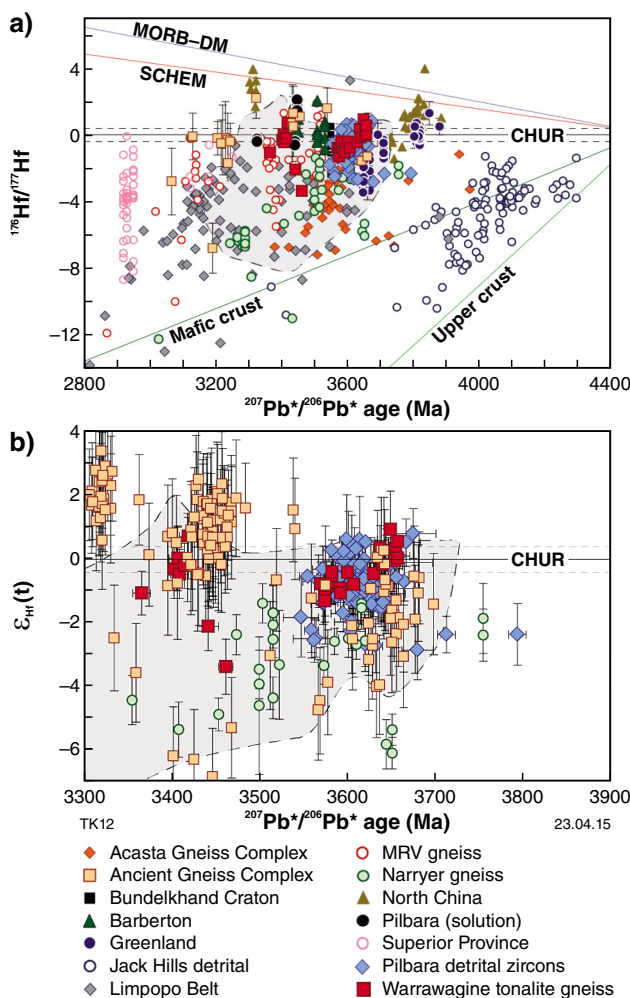 a)
MORB–DM
SCHEM
CHUR
Mafic crust
Upper crust
4
0
−4
−8
−12
¹⁷⁶Hf/¹⁷⁷Hf
2800 3200 3600 4000 4400
²⁰⁷Pb*/²⁰⁶Pb* age (Ma)
b)
4
2
0
−2
−4
−6
εHf(t)
CHUR
3300 3400 3500 3600 3700 3800 3900
TK12 ²⁰⁷Pb*/²⁰⁶Pb* age (Ma) 23.04.15
Acasta Gneiss Complex
Ancient Gneiss Complex
Bundelkhand Craton
Barberton
Greenland
Jack Hills detrital
Limpopo Belt
MRV gneiss
Narryer gneiss
North China
Pilbara (solution)
Superior Province
Pilbara detrital zircons
Warrawagine tonalite gneiss